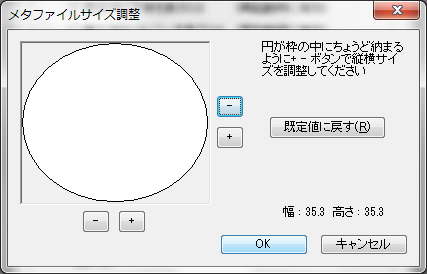 メタファイルサイズ調整
円が枠の中にちょうど納まる
ように+ - ボタンで縦横サイ
ズを調整してください
-
+
既定値に戻す(R)
幅 : 35.3 高さ : 35.3
- +
OK キャンセル